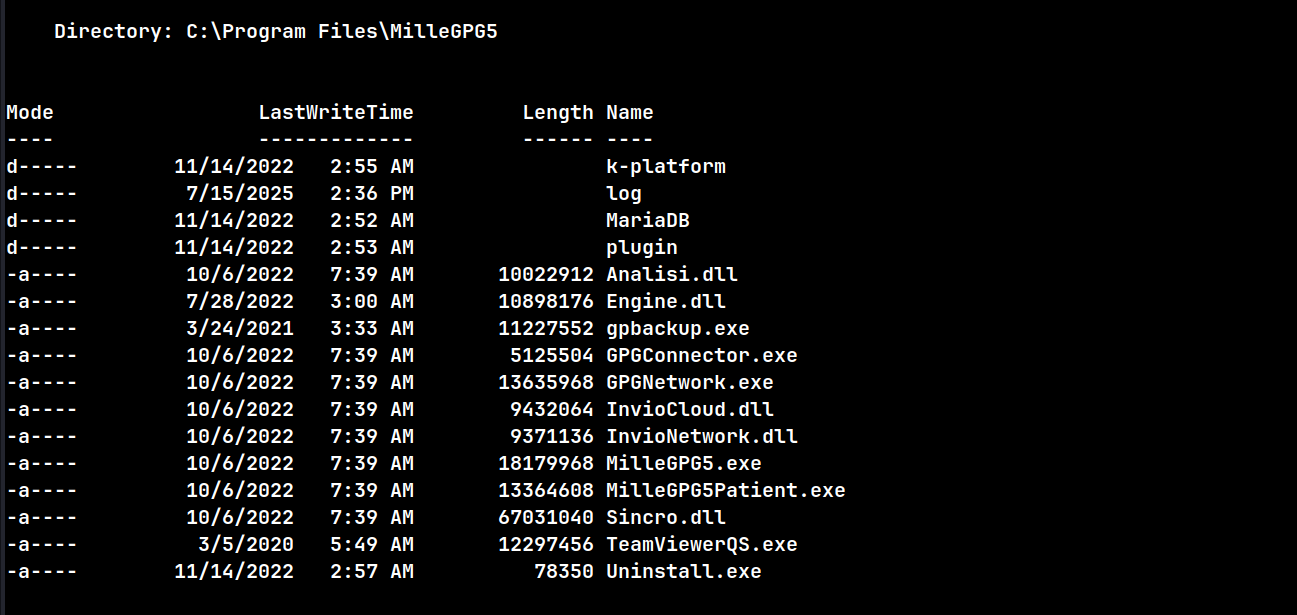 Directory: C:\Program Files\MilleGPG5
Mode                 LastWriteTime         Length Name
----                 -------------         ------ ----
d-----        11/14/2022   2:55 AM                k-platform
d-----         7/15/2025   2:36 PM                log
d-----        11/14/2022   2:52 AM                MariaDB
d-----        11/14/2022   2:53 AM                plugin
-a----         10/6/2022   7:39 AM       10022912 Analisi.dll
-a----         7/28/2022   3:00 AM       10898176 Engine.dll
-a----         3/24/2021   3:33 AM       11227552 gpbackup.exe
-a----         10/6/2022   7:39 AM        5125504 GPGConnector.exe
-a----         10/6/2022   7:39 AM       13635968 GPGNetwork.exe
-a----         10/6/2022   7:39 AM        9432064 InvioCloud.dll
-a----         10/6/2022   7:39 AM        9371136 InvioNetwork.dll
-a----         10/6/2022   7:39 AM       18179968 MilleGPG5.exe
-a----         10/6/2022   7:39 AM       13364608 MilleGPG5Patient.exe
-a----         10/6/2022   7:39 AM       67031040 Sincro.dll
-a----          3/5/2020   5:49 AM       12297456 TeamViewerQS.exe
-a----        11/14/2022   2:57 AM          78350 Uninstall.exe